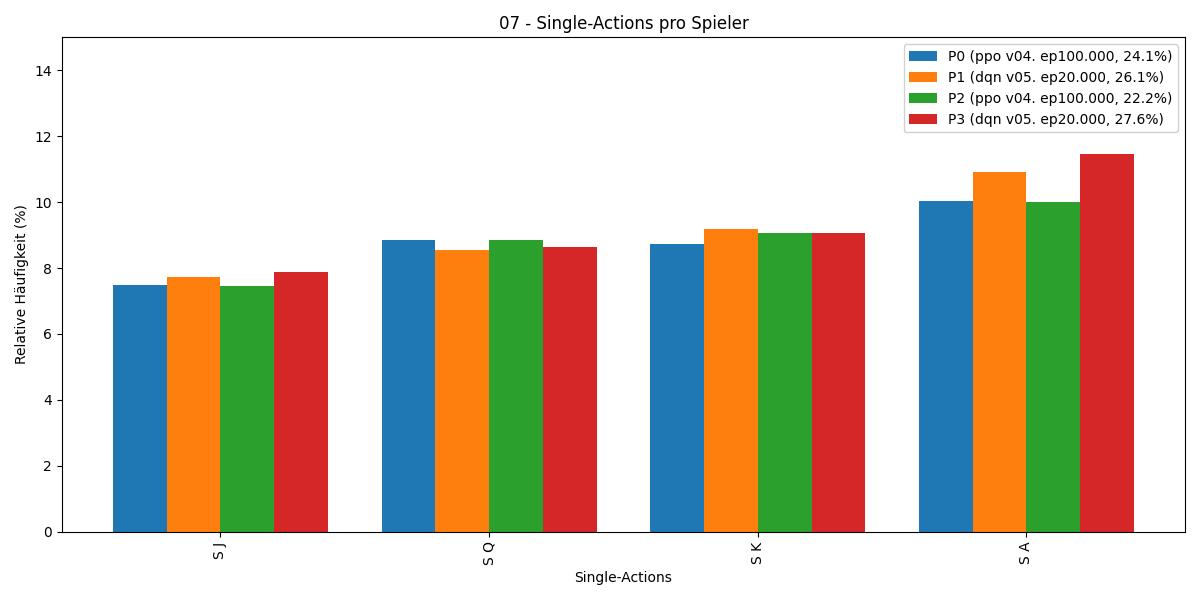 07 - Single-Actions pro Spieler
P0 (ppo v04. ep100.000, 24.1%)
P1 (dqn v05. ep20.000, 26.1%)
P2 (ppo v04. ep100.000, 22.2%)
P3 (dqn v05. ep20.000, 27.6%)
Relative Häufigkeit (%)
14
12
10
8
6
4
2
0
S J
S Q
S K
S A
Single-Actions